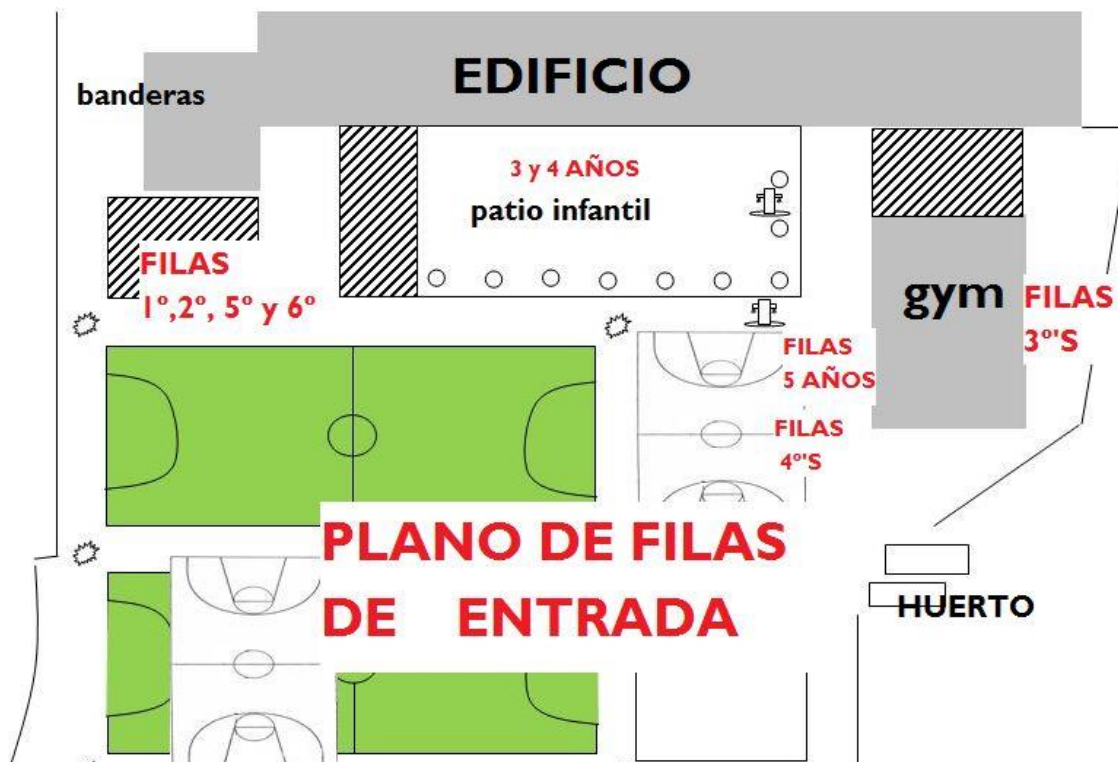 EDIFICIO
banderas
3 y 4 AÑOS
patio infantil
FILAS
1º,2º, 5º y 6º
gym
FILAS
3º'S
FILAS
5 AÑOS
FILAS
4º'S
PLANO DE FILAS
DE ENTRADA
HUERTO